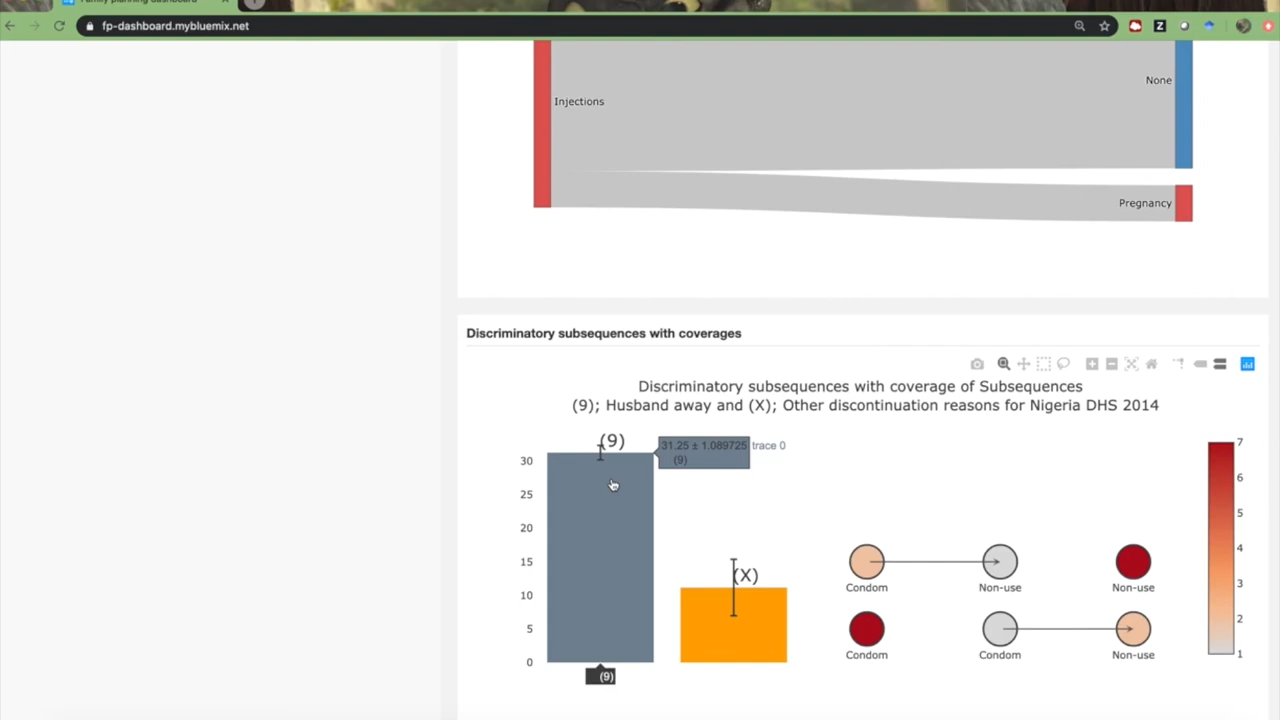 Family planning dashboard
fp-dashboard.mybluemix.net
Z
None
Injections
Pregnancy
Discriminatory subsequences with coverages
Discriminatory subsequences with coverage of Subsequences
(9); Husband away and (X); Other discontinuation reasons for Nigeria DHS 2014
(9)
31.25 ± 1.089725 trace 0
(9)
30
25
20
15
10
5
0
(X)
(9)
Condom
Non-use
Non-use
Condom
Condom
Non-use
7
6
5
4
3
2
1